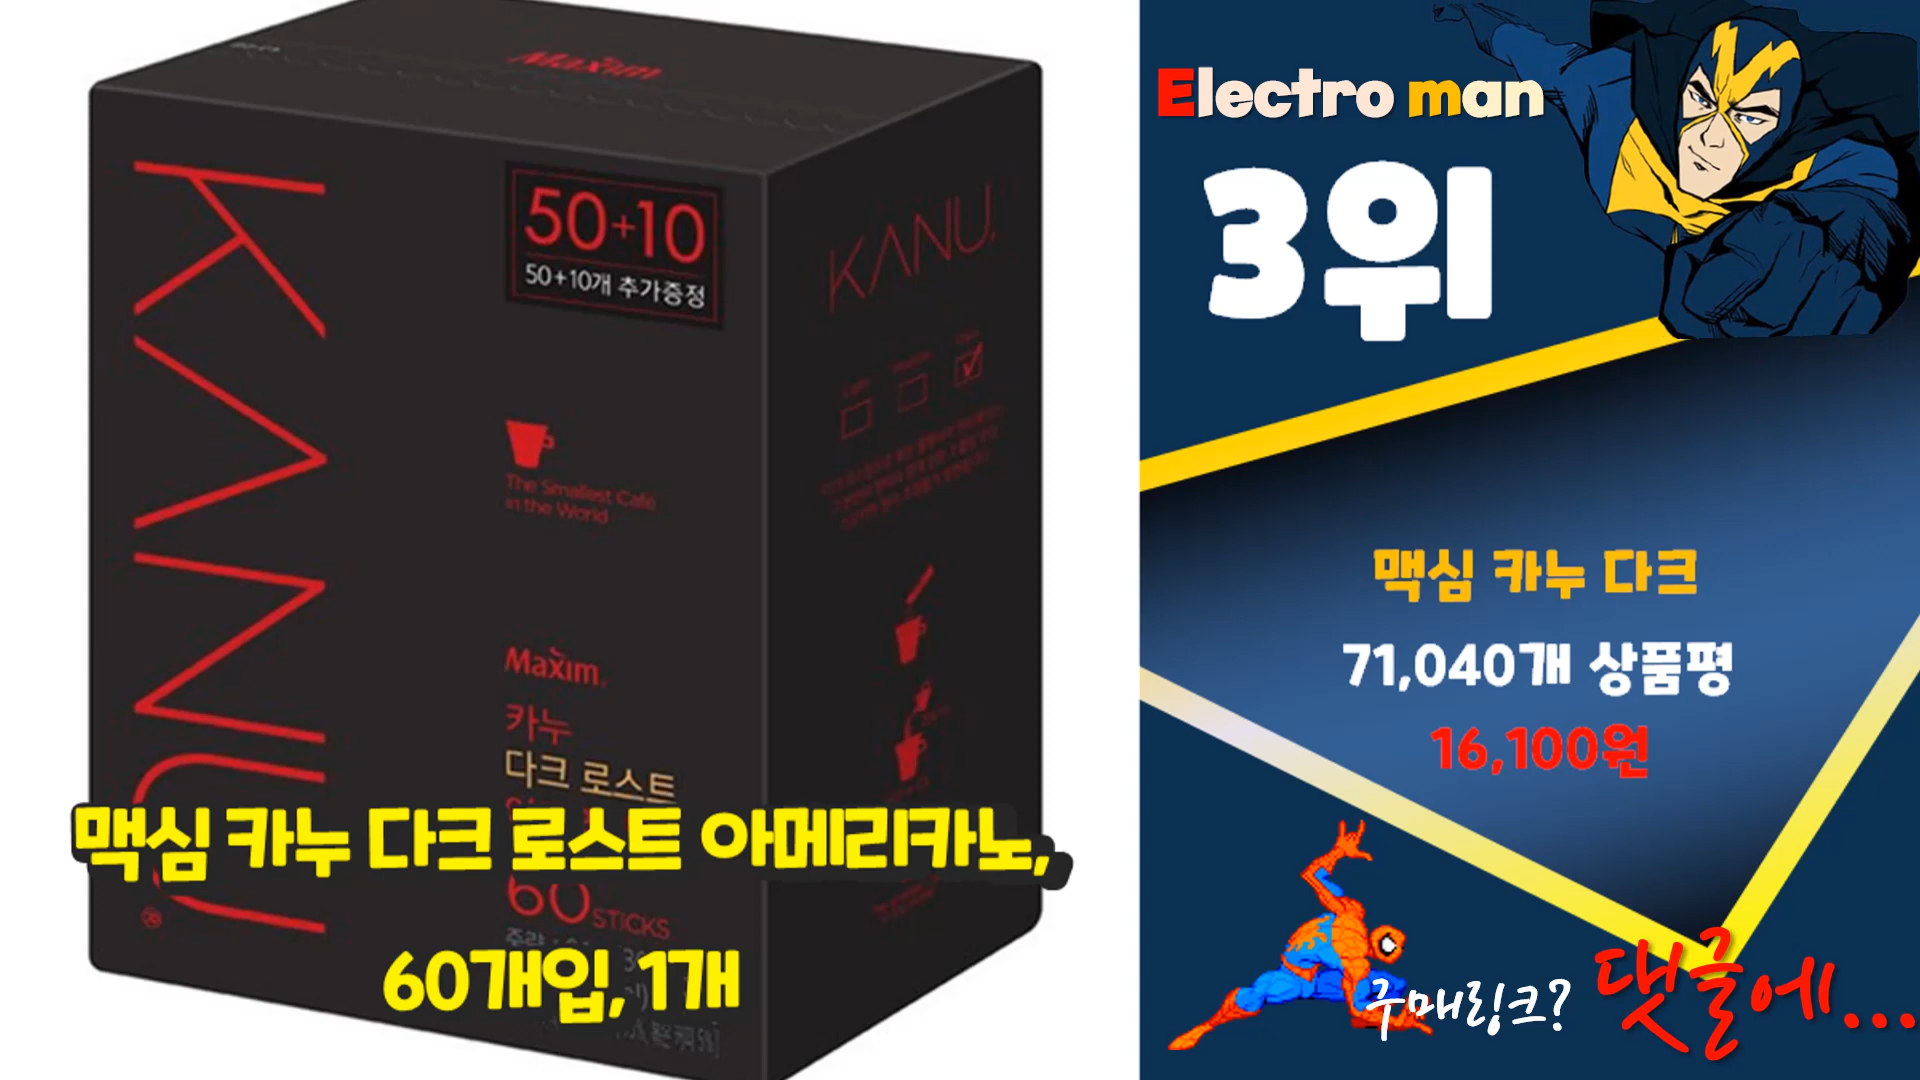 Maxim
KANU
50+10
50+10개 추가증정
The Smallest Café
in the World
Maxim.
카누
다크 로스트
60 STICKS
KANU.
맥심 카누 다크 로스트 아메리카노,
60개입, 1개
Electro man
3위
맥심 카누 다크
71,040개 상품평
16,100원
구매링크? 댓글에...